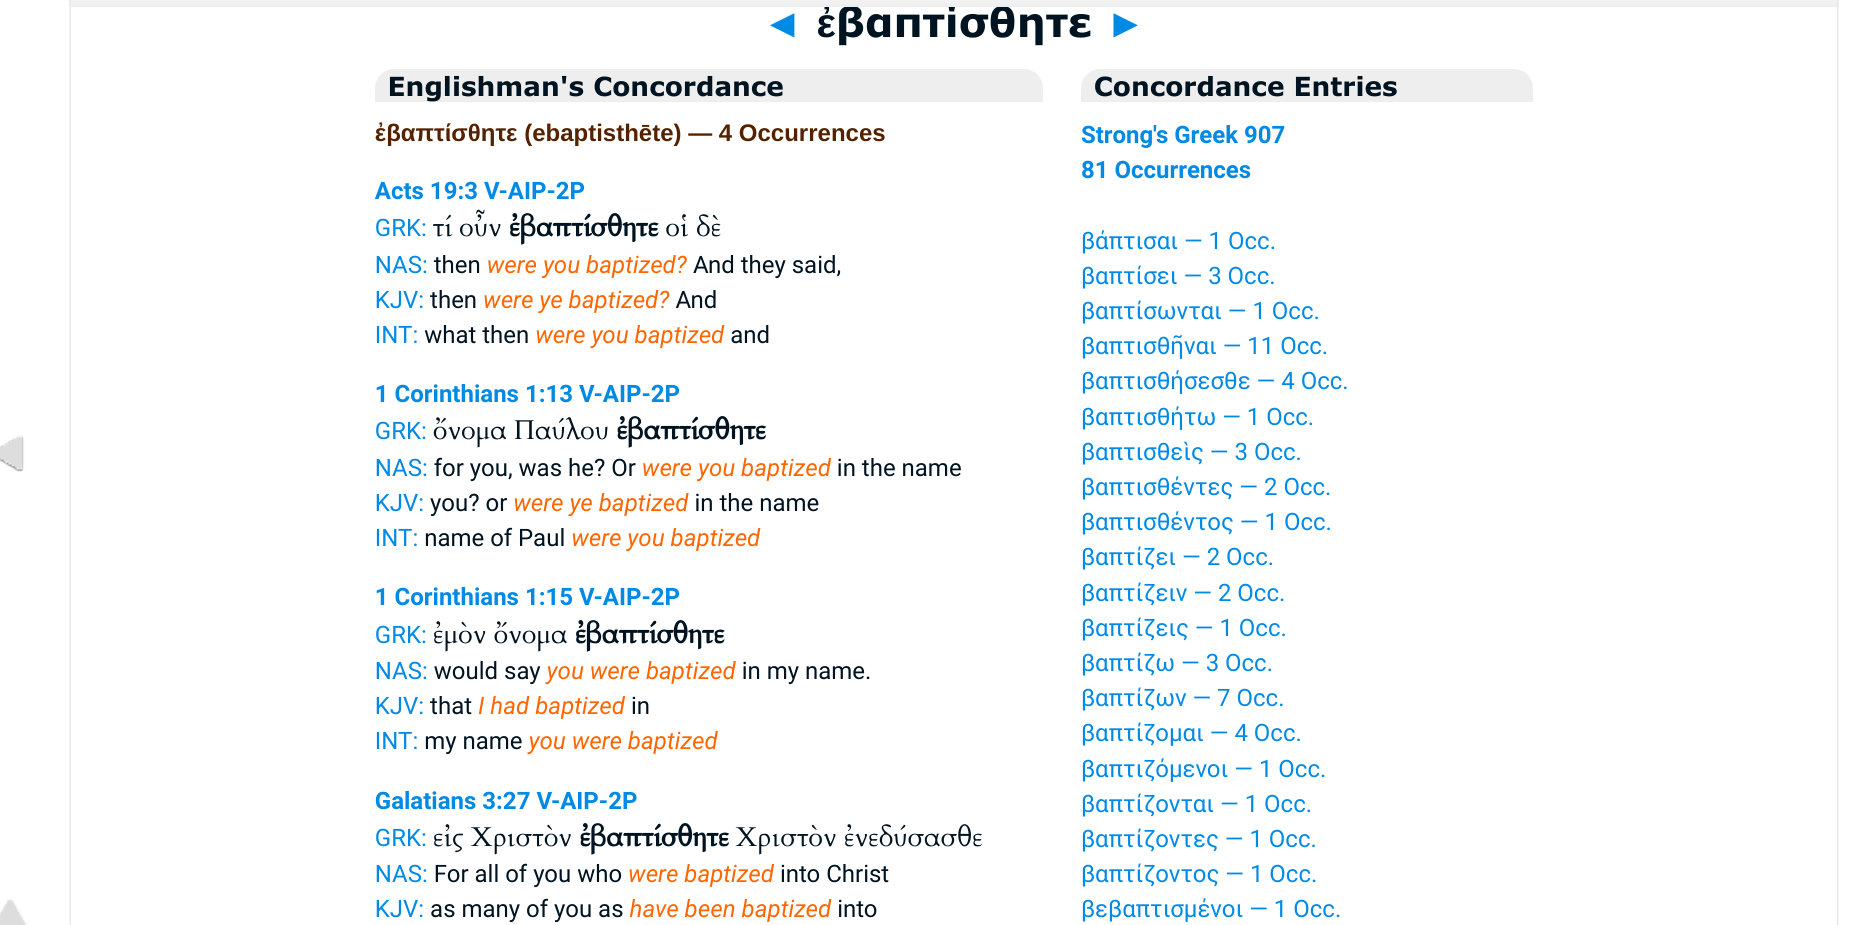 ◄ ἐβαπτίσθητε ►
Englishman's Concordance
ἐβαπτίσθητε (ebaptisthēte) — 4 Occurrences
Acts 19:3 V-AIP-2P
GRK: τί οὖν ἐβαπτίσθητε οἱ δὲ
NAS: then were you baptized? And they said,
KJV: then were ye baptized? And
INT: what then were you baptized and
1 Corinthians 1:13 V-AIP-2P
GRK: ὄνομα Παύλου ἐβαπτίσθητε
NAS: for you, was he? Or were you baptized in the name
KJV: you? or were ye baptized in the name
INT: name of Paul were you baptized
1 Corinthians 1:15 V-AIP-2P
GRK: ἐμὸν ὄνομα ἐβαπτίσθητε
NAS: would say you were baptized in my name.
KJV: that I had baptized in
INT: my name you were baptized
Galatians 3:27 V-AIP-2P
GRK: εἰς Χριστὸν ἐβαπτίσθητε Χριστὸν ἐνεδύσασθε
NAS: For all of you who were baptized into Christ
KJV: as many of you as have been baptized into
Concordance Entries
Strong's Greek 907
81 Occurrences
βάπτισαι — 1 Occ.
βαπτίσει — 3 Occ.
βαπτίσωνται — 1 Occ.
βαπτισθῆναι — 11 Occ.
βαπτισθήσεσθε — 4 Occ.
βαπτισθήτω — 1 Occ.
βαπτισθεὶς — 3 Occ.
βαπτισθέντες — 2 Occ.
βαπτισθέντος — 1 Occ.
βαπτίζει — 2 Occ.
βαπτίζειν — 2 Occ.
βαπτίζεις — 1 Occ.
βαπτίζω — 3 Occ.
βαπτίζων — 7 Occ.
βαπτίζομαι — 4 Occ.
βαπτιζόμενοι — 1 Occ.
βαπτίζονται — 1 Occ.
βαπτίζοντες — 1 Occ.
βαπτίζοντος — 1 Occ.
βεβαπτισμένοι — 1 Occ.